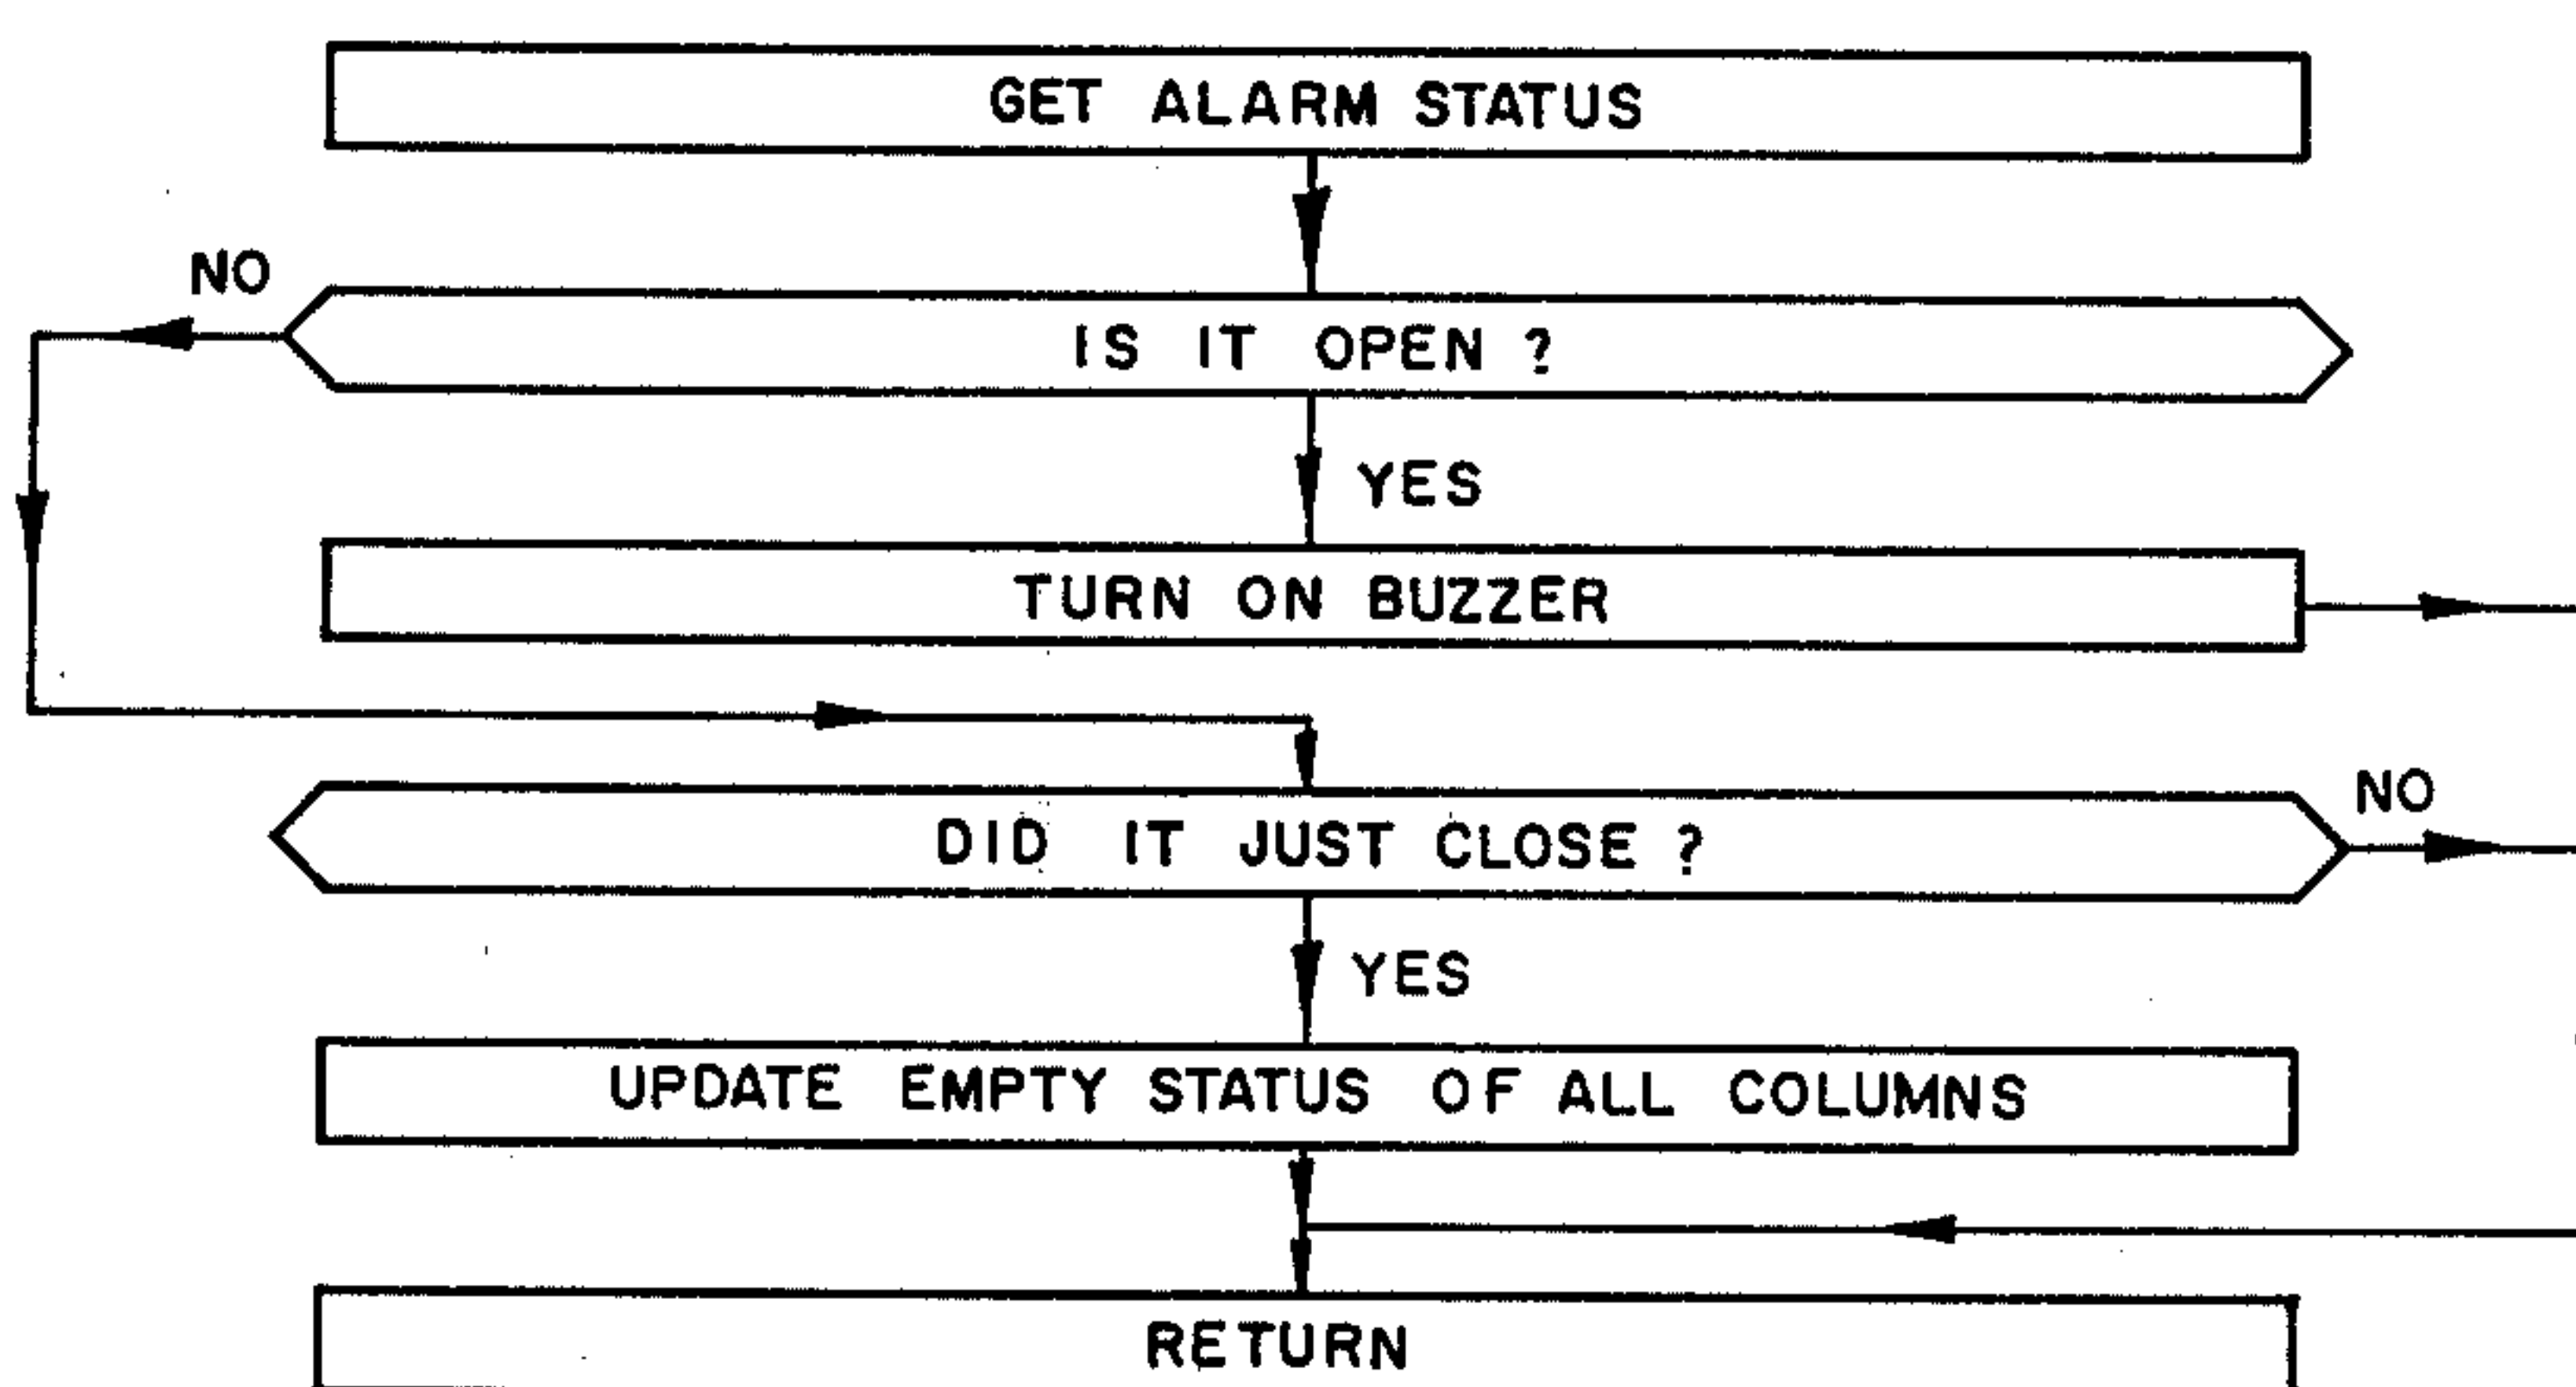 GET ALARM STATUS
NO
IS IT OPEN ?
YES
TURN ON BUZZER
NO
DID IT JUST CLOSE ?
YES
UPDATE EMPTY STATUS OF ALL COLUMNS
RETURN